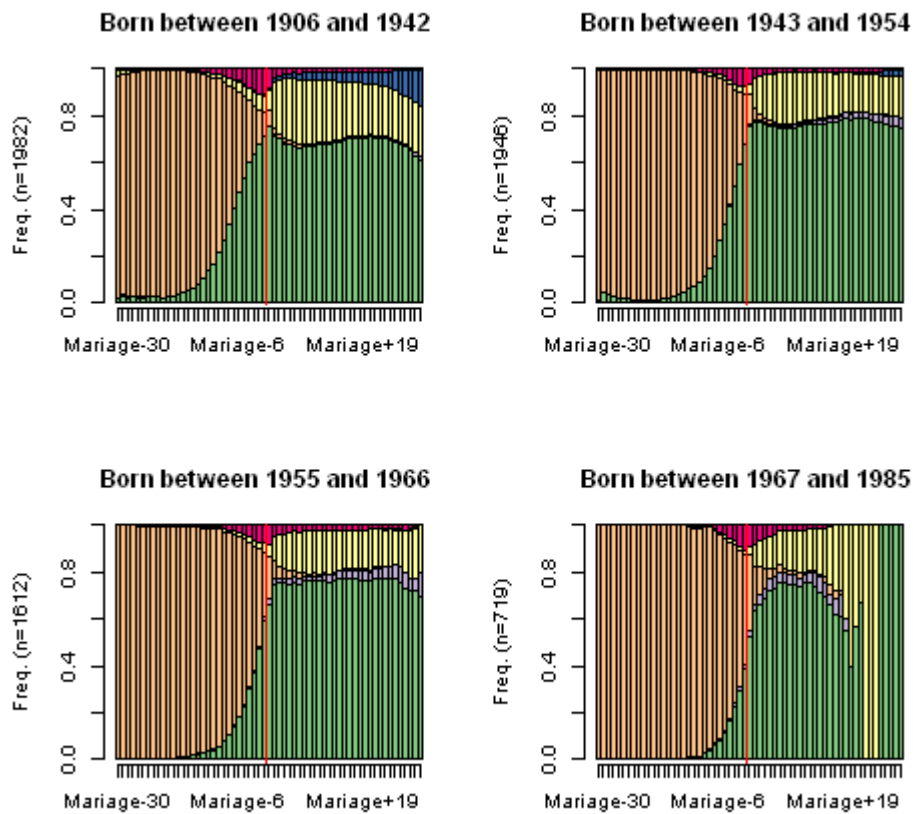 Born between 1906 and 1942
Freq. (n=1982)
0.0 0.4 0.8
Mariage-30 Mariage-6 Mariage+19
Born between 1943 and 1954
Freq. (n=1946)
0.0 0.4 0.8
Mariage-30 Mariage-6 Mariage+19
Born between 1955 and 1966
Freq. (n=1612)
0.0 0.4 0.8
Mariage-30 Mariage-6 Mariage+19
Born between 1967 and 1985
Freq. (n=719)
0.0 0.4 0.8
Mariage-30 Mariage-6 Mariage+19